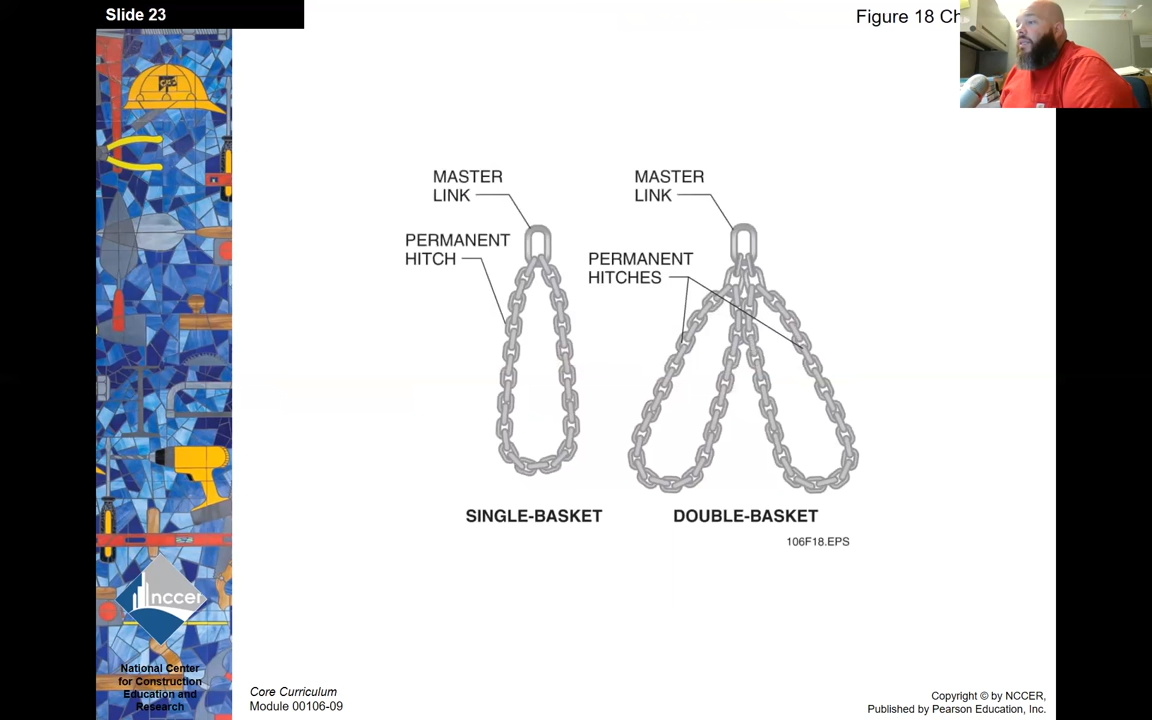 Slide 23
Figure 18
MASTER
LINK
PERMANENT
HITCH
MASTER
LINK
PERMANENT
HITCHES
SINGLE-BASKET
DOUBLE-BASKET
106F18.EPS
nccer
National Center
for Construction
Education and
Research
Core Curriculum
Module 00106-09
Copyright © by NCCER,
Published by Pearson Education, Inc.